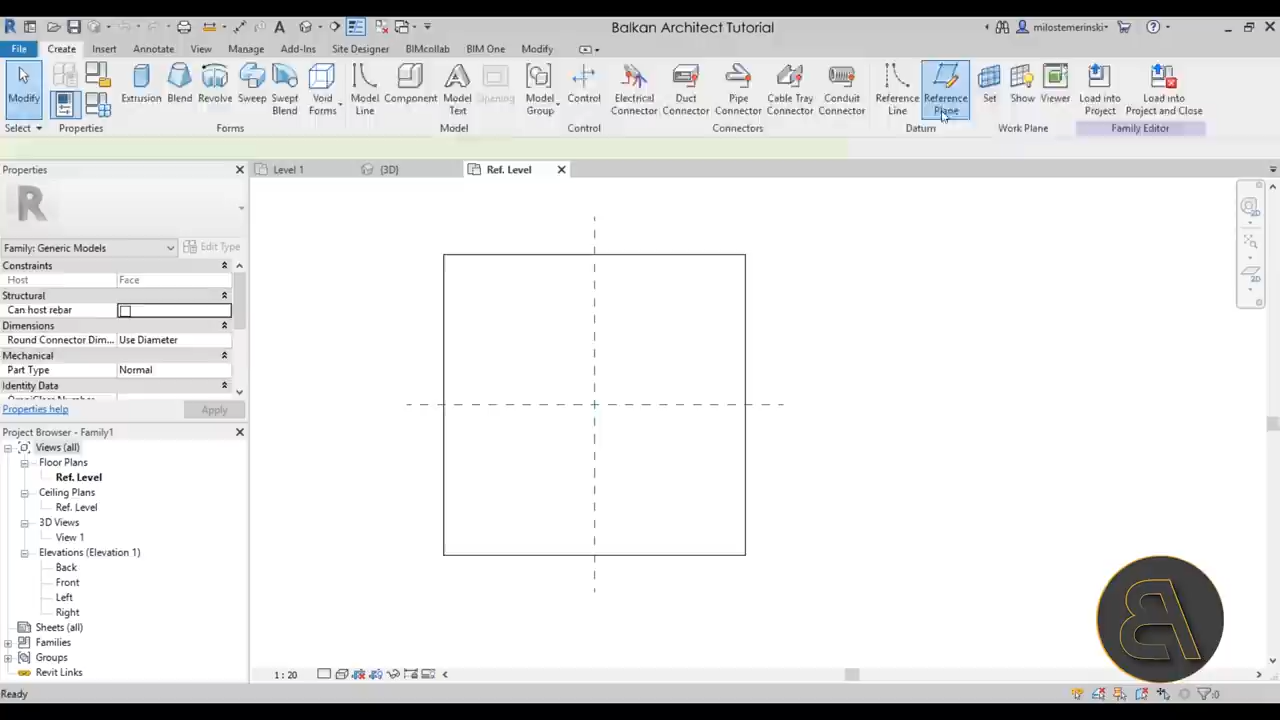 Balkan Architect Tutorial
milostemerinski
File
Create
Insert
Annotate
View
Manage
Add-Ins
Site Designer
BIMcollab
BIM One
Modify
Modify
Extrusion
Blend
Revolve
Sweep
Swept Blend
Void Forms
Model Line
Component
Model Text
Opening
Model Group
Control
Electrical Connector
Duct Connector
Pipe Connector
Cable Tray Connector
Conduit Connector
Reference Line
Reference Plane
Set
Show
Viewer
Load into Project
Load into Project and Close
Select
Properties
Forms
Model
Control
Connectors
Datum
Work Plane
Family Editor
Properties
Level 1
{3D}
Ref. Level
Family: Generic Models
Edit Type
Constraints
Host Face
Structural
Can host rebar
Dimensions
Round Connector Dim... Use Diameter
Mechanical
Part Type Normal
Identity Data
Properties help
Apply
Project Browser - Family1
Views (all)
Floor Plans
Ref. Level
Ceiling Plans
Ref. Level
3D Views
View 1
Elevations (Elevation 1)
Back
Front
Left
Right
Sheets (all)
Families
Groups
Revit Links
1 : 20
Ready
:0